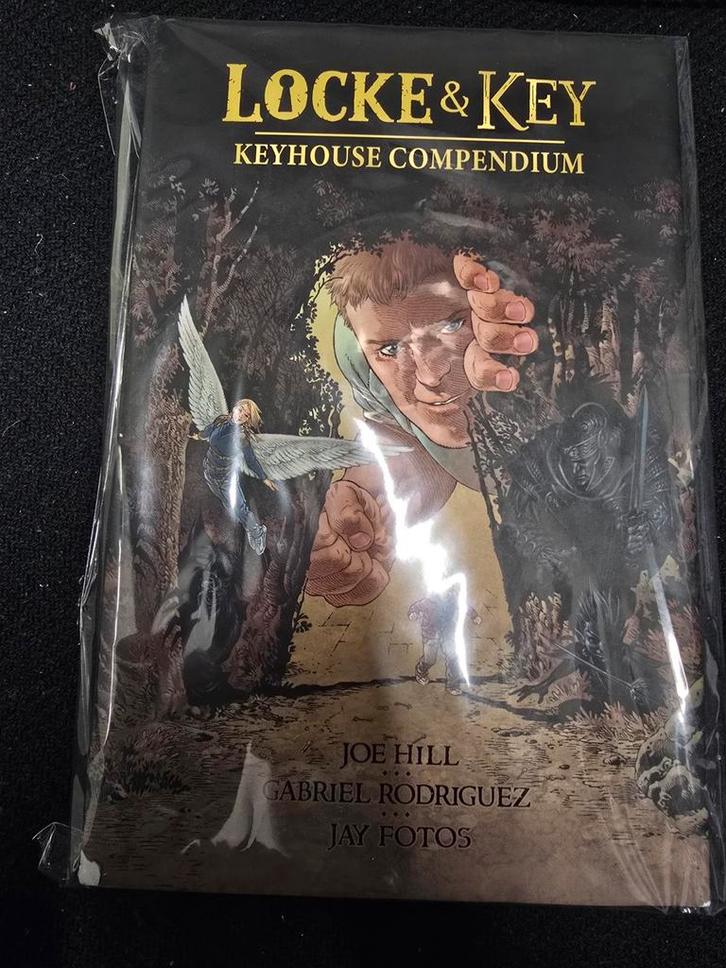 LOCKE & KEY
KEYHOUSE COMPENDIUM
JOE HILL
GABRIEL RODRIGUEZ
JAY FOTOS